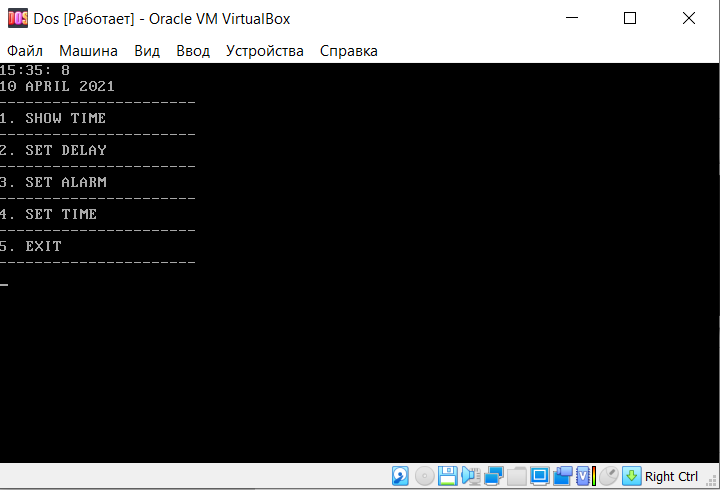 DOS Dos [Работает] - Oracle VM VirtualBox
Файл Машина Вид Ввод Устройства Справка
15:35: 8
10 APRIL 2021
----------------------
1. SHOW TIME
----------------------
2. SET DELAY
----------------------
3. SET ALARM
----------------------
4. SET TIME
----------------------
5. EXIT
----------------------
_
V Right Ctrl